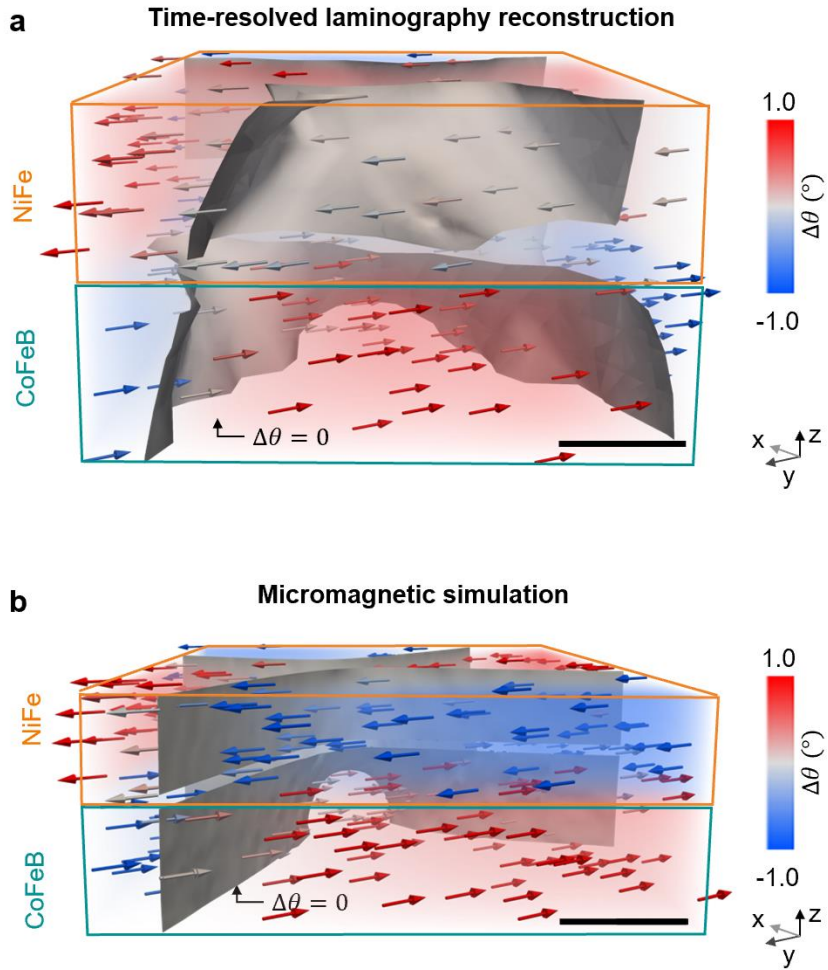 a
Time-resolved laminography reconstruction
NiFe
CoFeB
Δθ = 0
1.0
Δθ (°)
-1.0
x
y
z
b
Micromagnetic simulation
NiFe
CoFeB
Δθ = 0
1.0
Δθ (°)
-1.0
x
y
z